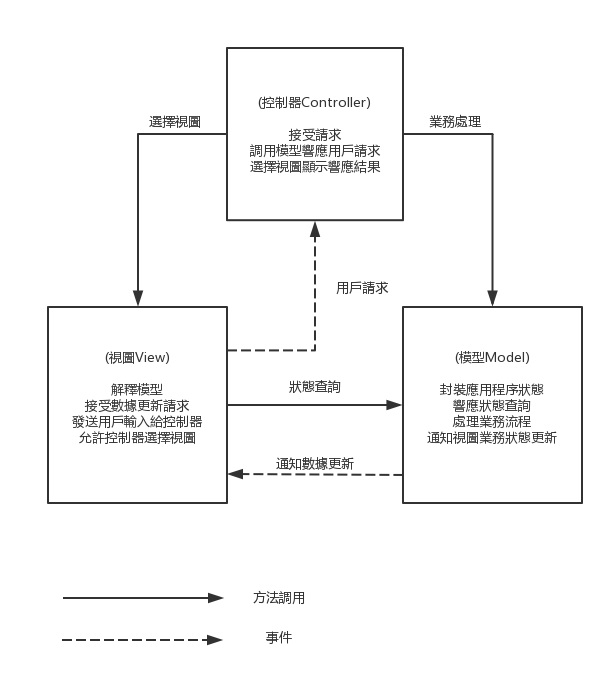 (控制器Controller)
接受請求
調用模型響應用戶請求
選擇視圖顯示響應結果
選擇視圖
業務處理
用戶請求
(視圖View)
解釋模型
接受數據更新請求
發送用戶輸入給控制器
允許控制器選擇視圖
狀態查詢
通知數據更新
(模型Model)
封裝應用程序狀態
響應狀態查詢
處理業務流程
通知視圖業務狀態更新
方法調用
事件